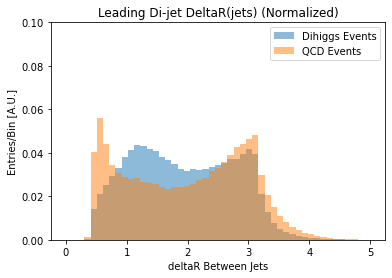 Leading Di-jet DeltaR(jets) (Normalized)
Dihiggs Events
QCD Events
Entries/Bin [A.U.]
0.10
0.08
0.06
0.04
0.02
0.00
0 1 2 3 4 5
deltaR Between Jets